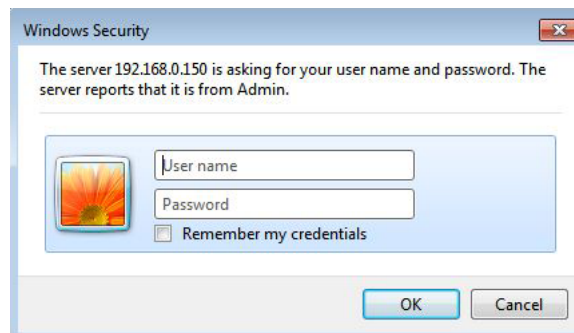 Windows Security
The server 192.168.0.150 is asking for your user name and password. The
server reports that it is from Admin.
User name
Password
Remember my credentials
OK Cancel